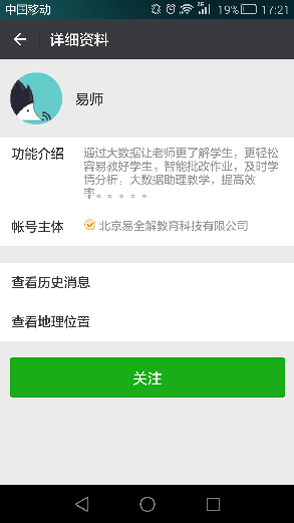 中国移动 19% 17:21
详细资料
易师
功能介绍 通过大数据让老师更了解学生，更轻松
容易教好学生。智能批改作业，及时学
情分析，大数据助理教学，提高效
率。。。。。
帐号主体 北京易全解教育科技有限公司
查看历史消息
查看地理位置
关注